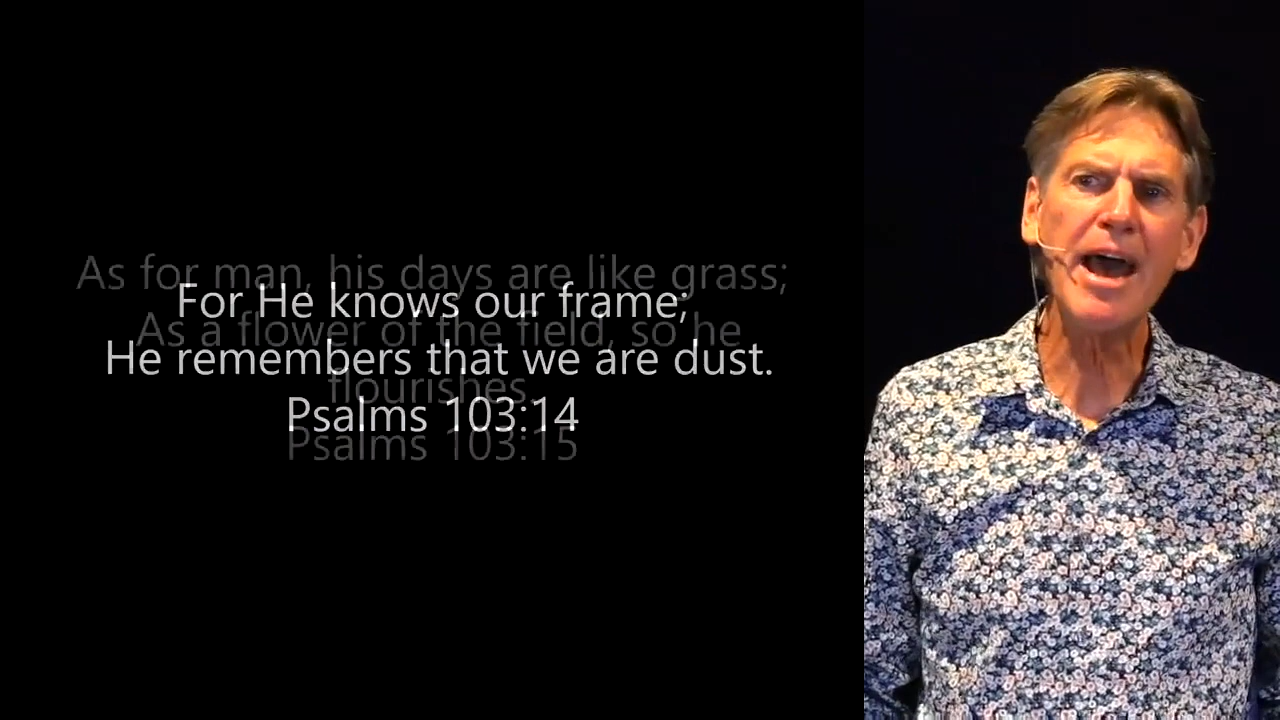 For He knows our frame;
He remembers that we are dust.
Psalms 103:14
As for man, his days are like grass;
As a flower of the field, so he
flourishes.
Psalms 103:15